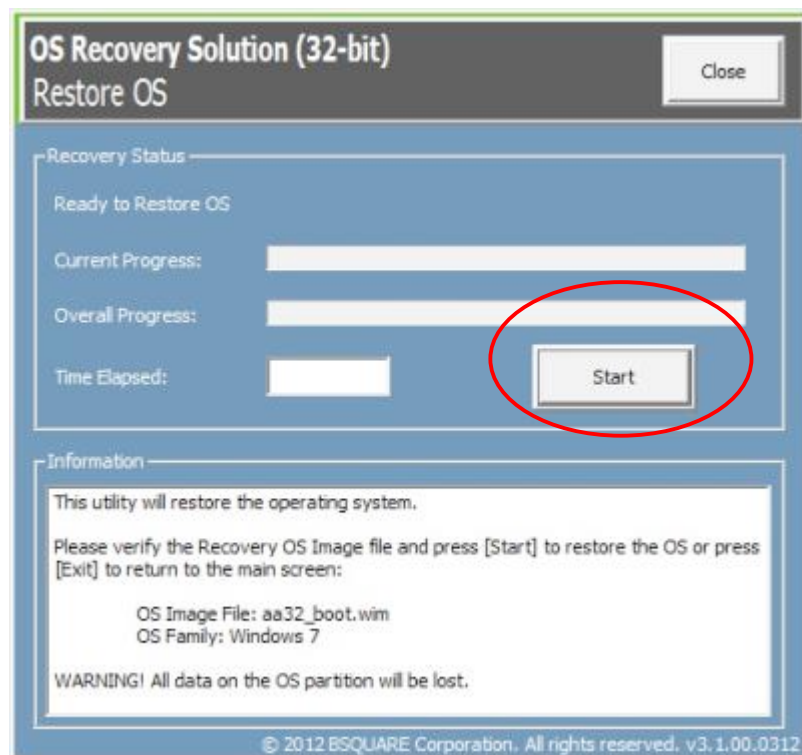 OS Recovery Solution (32-bit)
Restore OS
Close
Recovery Status
Ready to Restore OS
Current Progress:
Overall Progress:
Time Elapsed:
Start
Information
This utility will restore the operating system.
Please verify the Recovery OS Image file and press [Start] to restore the OS or press
[Exit] to return to the main screen:
OS Image File: aa32_boot.wim
OS Family: Windows 7
WARNING! All data on the OS partition will be lost.
© 2012 BSQUARE Corporation. All rights reserved. v3.1.00.0312